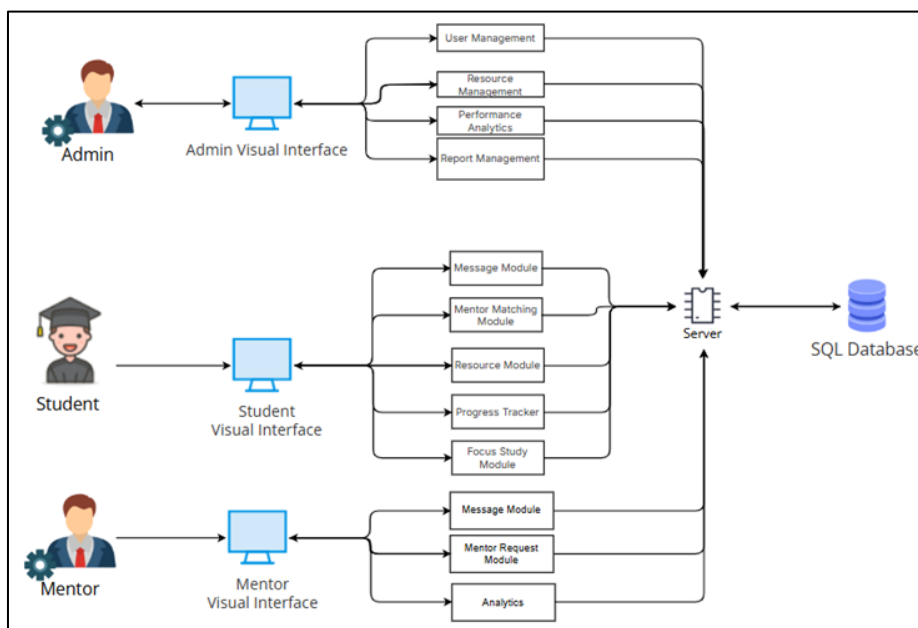 User Management
Resource
Management
Performance
Analytics
Report Management
Admin
Admin Visual Interface
Message Module
Mentor Matching
Module
Resource Module
Progress Tracker
Focus Study
Module
Student
Student
Visual Interface
Server
SQL Database
Message Module
Mentor Request
Module
Analytics
Mentor
Mentor
Visual Interface